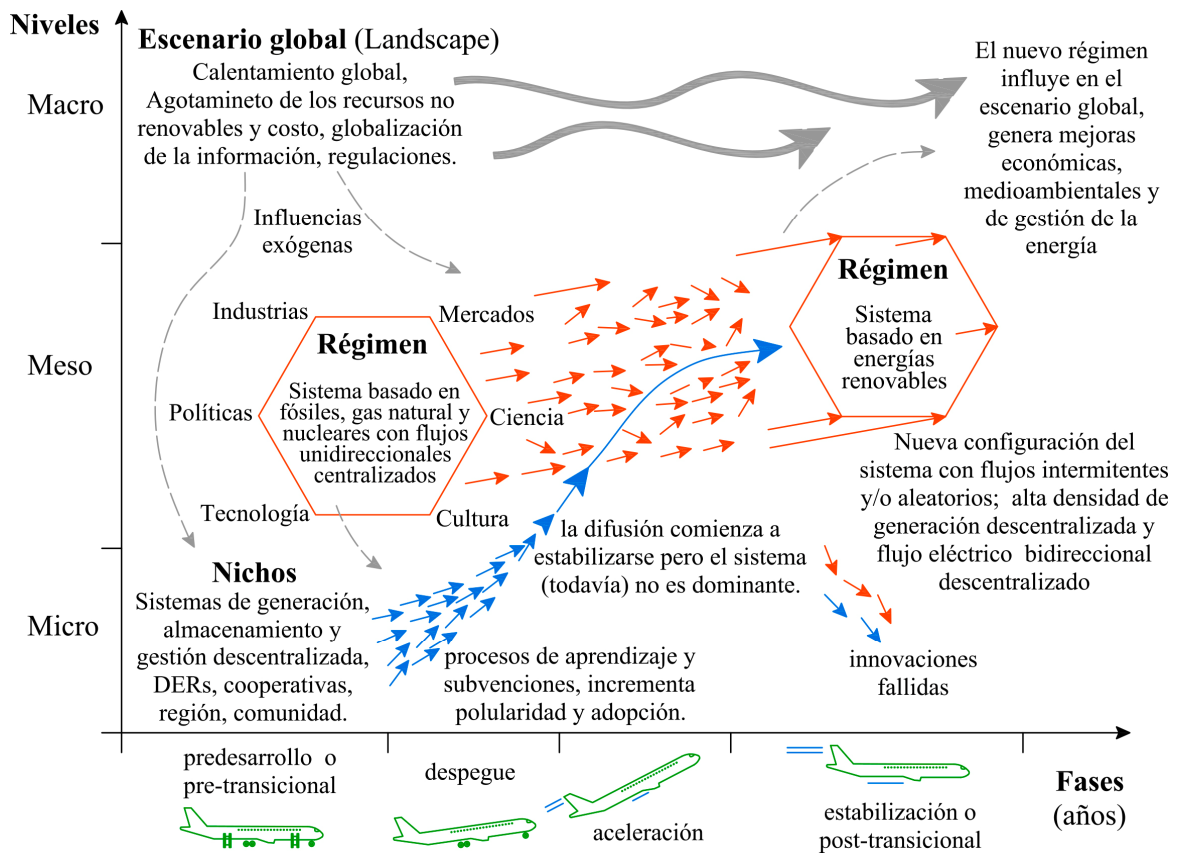 Niveles
Escenario global (Landscape)
Calentamiento global,
Agotamineto de los recursos no
renovables y costo, globalización
de la información, regulaciones.
Macro
El nuevo régimen
influye en el
escenario global,
genera mejoras
económicas,
medioambientales y
de gestión de la
energía
Influencias
exógenas
Meso
Industrias
Mercados
Políticas
Ciencia
Tecnología
Cultura
Régimen
Sistema basado en
fósiles, gas natural y
nucleares con flujos
unidireccionales
centralizados
Régimen
Sistema
basado en
energías
renovables
Nueva configuración del
sistema con flujos intermitentes
y/o aleatorios; alta densidad de
generación descentralizada y
flujo eléctrico bidireccional
descentralizado
la difusión comienza a
estabilizarse pero el sistema
(todavía) no es dominante.
Micro
Nichos
Sistemas de generación,
almacenamiento y
gestión descentralizada,
DERs, cooperativas,
región, comunidad.
procesos de aprendizaje y
subvenciones, incrementa
polularidad y adopción.
innovaciones
fallidas
predesarrollo o
pre-transicional
despegue
aceleración
estabilización o
post-transicional
Fases
(años)